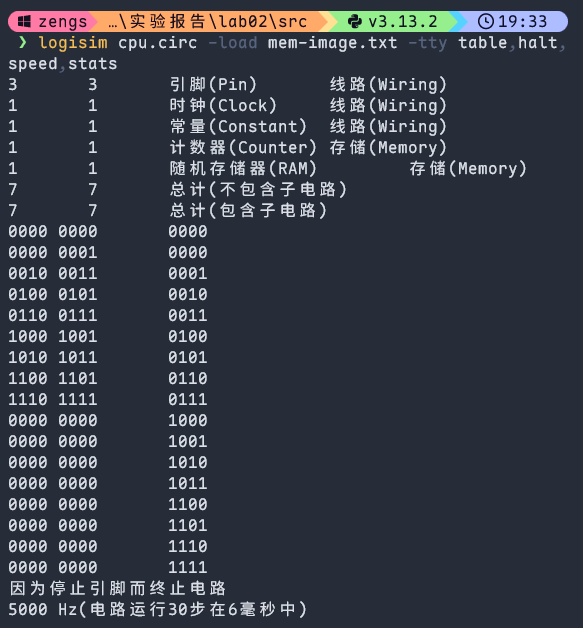 zengs …\实验报告\lab02\src v3.13.2 19:33
❯ logisim cpu.circ -load mem-image.txt -tty table,halt,
speed,stats
3       3       引脚(Pin)       线路(Wiring)
1       1       时钟(Clock)     线路(Wiring)
1       1       常量(Constant)  线路(Wiring)
1       1       计数器(Counter) 存储(Memory)
1       1       随机存储器(RAM)         存储(Memory)
7       7       总计(不包含子电路)
7       7       总计(包含子电路)
0000 0000       0000
0000 0001       0000
0010 0011       0001
0100 0101       0010
0110 0111       0011
1000 1001       0100
1010 1011       0101
1100 1101       0110
1110 1111       0111
0000 0000       1000
0000 0000       1001
0000 0000       1010
0000 0000       1011
0000 0000       1100
0000 0000       1101
0000 0000       1110
0000 0000       1111
因为停止引脚而终止电路
5000 Hz(电路运行30步在6毫秒中)